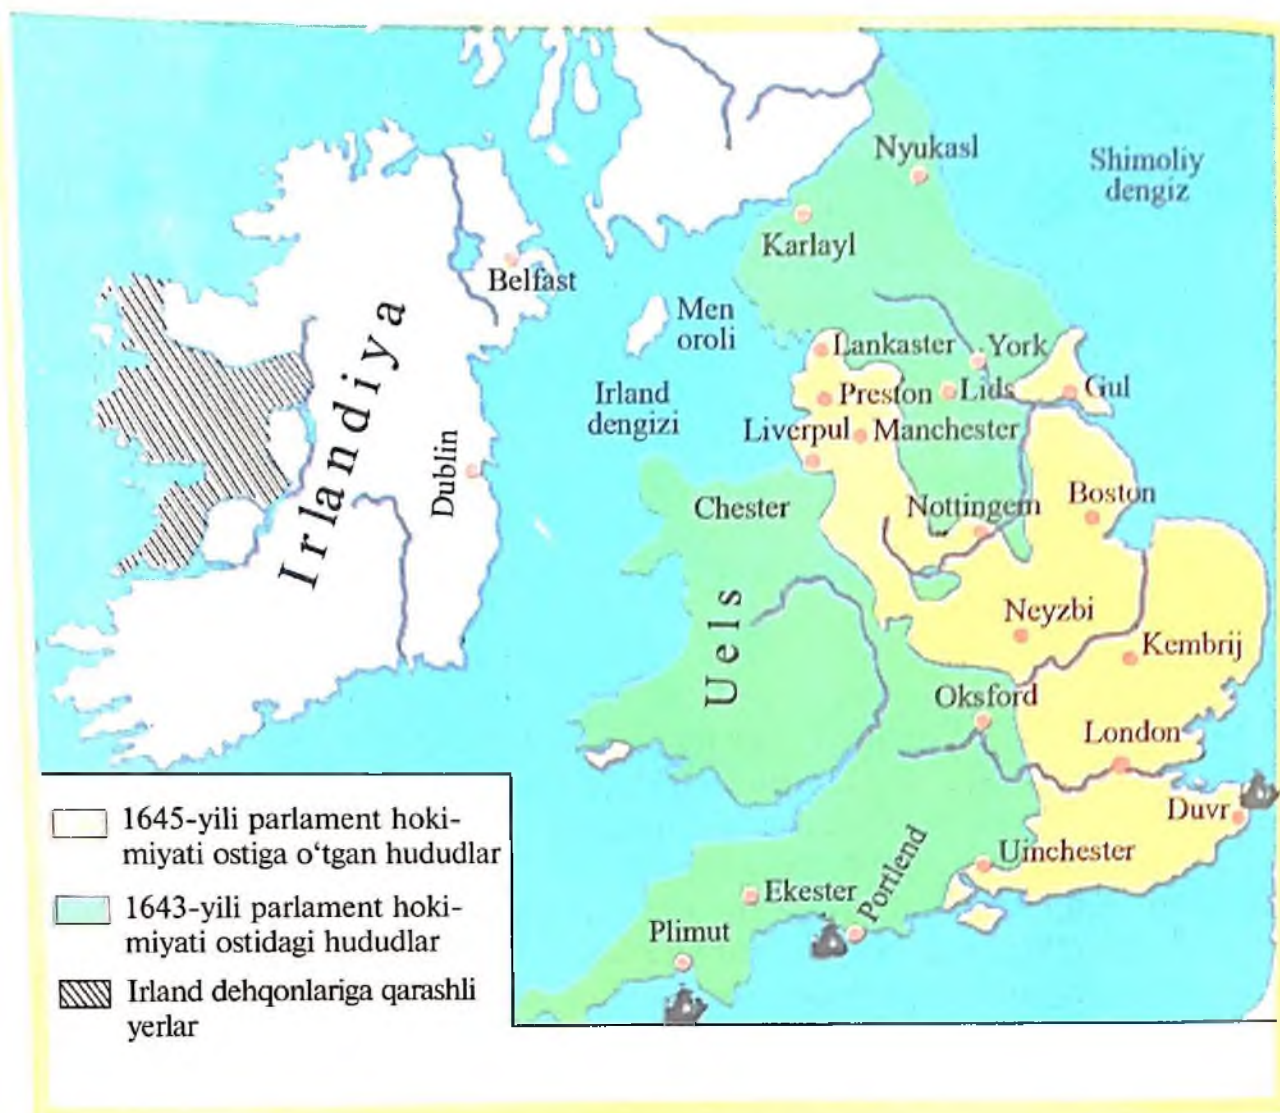 Nyukasl
Shimoliy
dengiz
Karlayl
Belfast
Men
oroli
Lankaster
York
Irland
dengizi
Preston
Lids
Gul
Liverpul
Manchester
Irlandiya
Dublin
Chester
Nottingem
Boston
Uels
Neyzbi
Kembrij
Oksford
London
Duvr
Uinchester
Portlend
Ekester
Plimut
1645-yili parlament hoki-
miyati ostiga o‘tgan hududlar
1643-yili parlament hoki-
miyati ostidagi hududlar
Irland dehqonlariga qarashli
yerlar